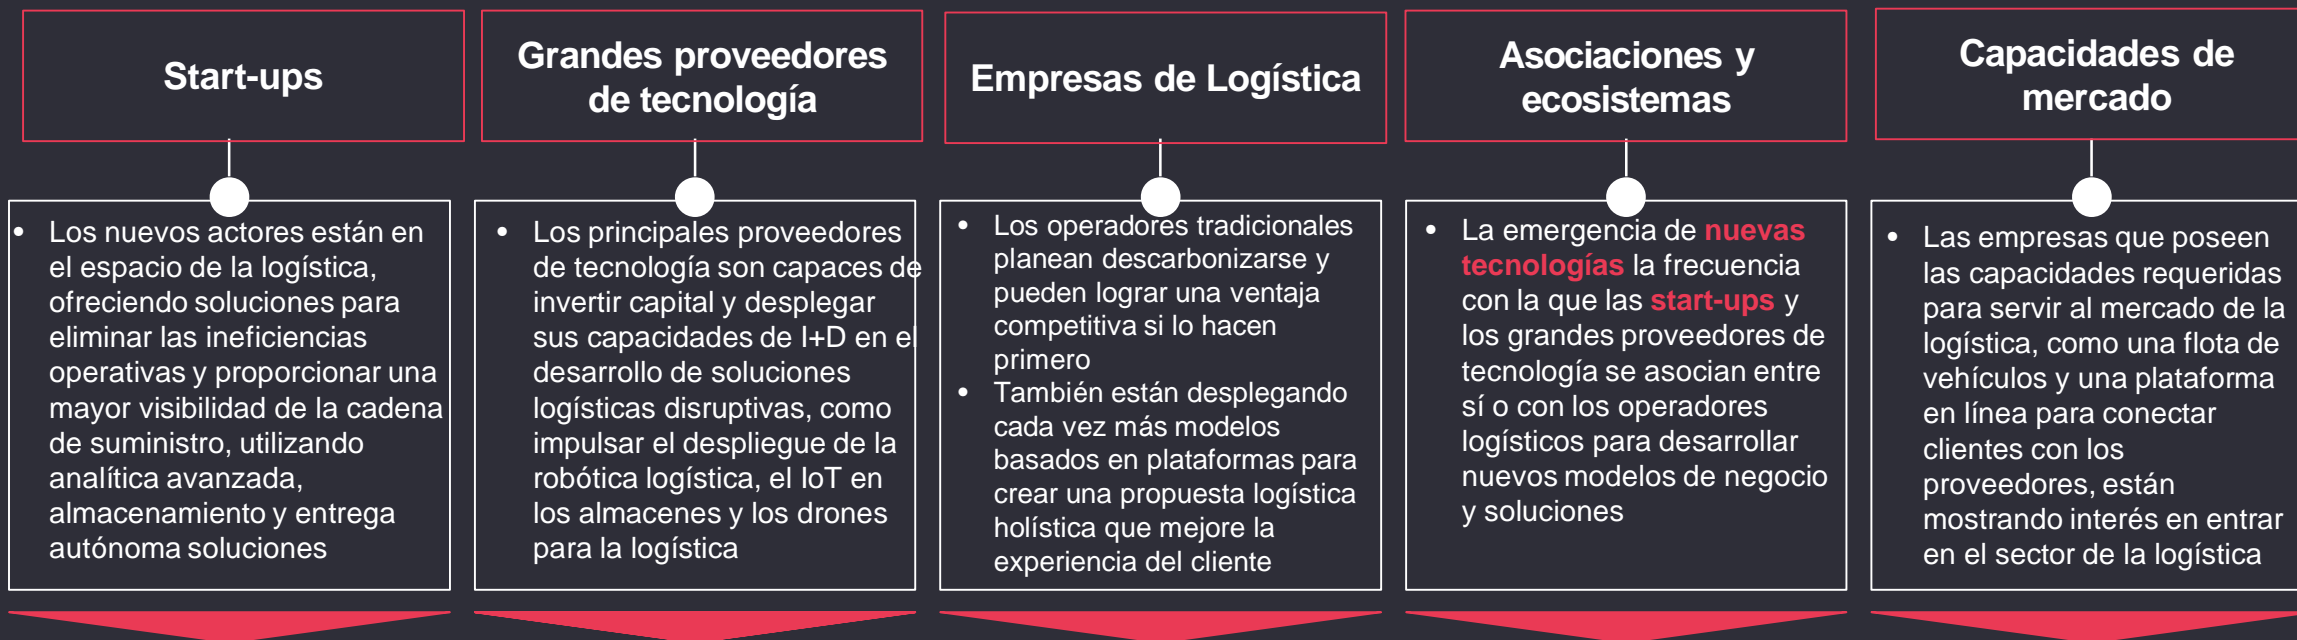 Start-ups
• Los nuevos actores están en
el espacio de la logística,
ofreciendo soluciones para
eliminar las ineficiencias
operativas y proporcionar una
mayor visibilidad de la cadena
de suministro, utilizando
analítica avanzada,
almacenamiento y entrega
autónoma soluciones
Grandes proveedores
de tecnología
• Los principales proveedores
de tecnología son capaces de
invertir capital y desplegar
sus capacidades de I+D en el
desarrollo de soluciones
logísticas disruptivas, como
impulsar el despliegue de la
robótica logística, el IoT en
los almacenes y los drones
para la logística
Empresas de Logística
• Los operadores tradicionales
planean descarbonizarse y
pueden lograr una ventaja
competitiva si lo hacen
primero
• También están desplegando
cada vez más modelos
basados en plataformas para
crear una propuesta logística
holística que mejore la
experiencia del cliente
Asociaciones y
ecosistemas
• La emergencia de nuevas
tecnologías la frecuencia
con la que las start-ups y
los grandes proveedores de
tecnología se asocian entre
sí o con los operadores
logísticos para desarrollar
nuevos modelos de negocio
y soluciones
Capacidades de
mercado
• Las empresas que poseen
las capacidades requeridas
para servir al mercado de la
logística, como una flota de
vehículos y una plataforma
en línea para conectar
clientes con los
proveedores, están
mostrando interés en entrar
en el sector de la logística